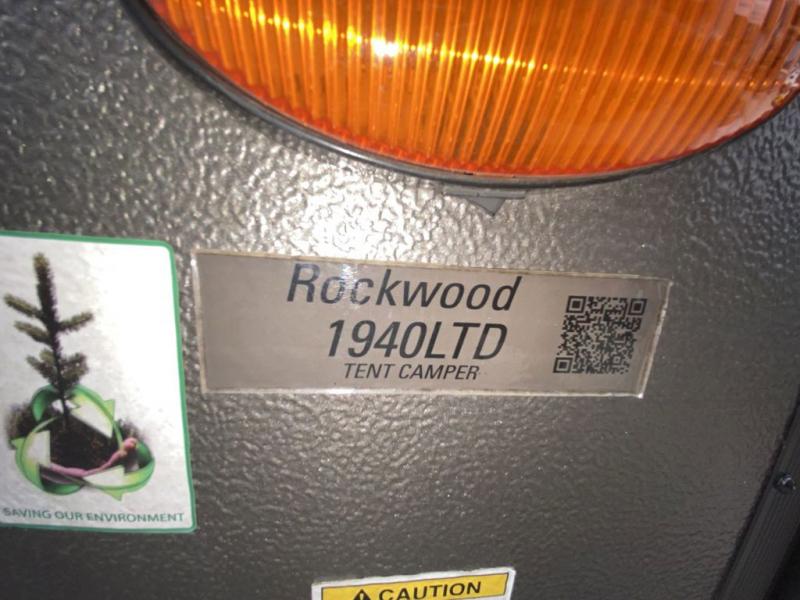 Rockwood
1940LTD
TENT CAMPER
SAVING OUR ENVIRONMENT
CAUTION